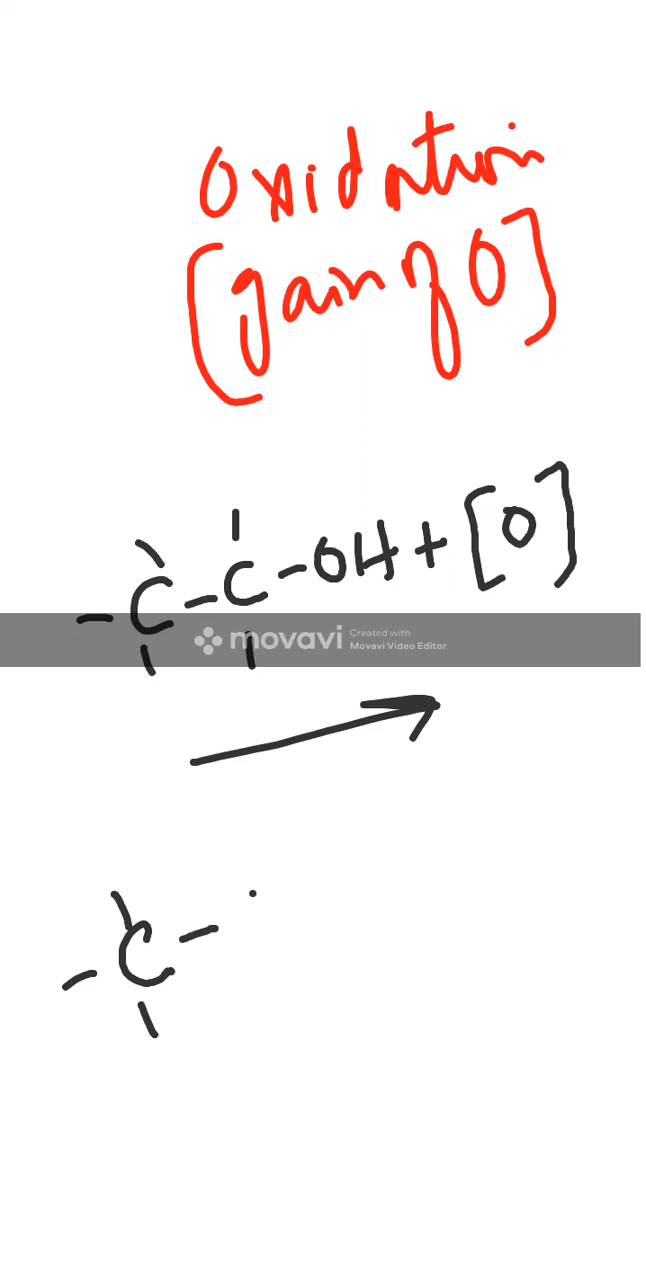 Oxidation
[gain of O]
-C-C-OH+[O]
movavi
Created with
Movavi Video Editor
-C-